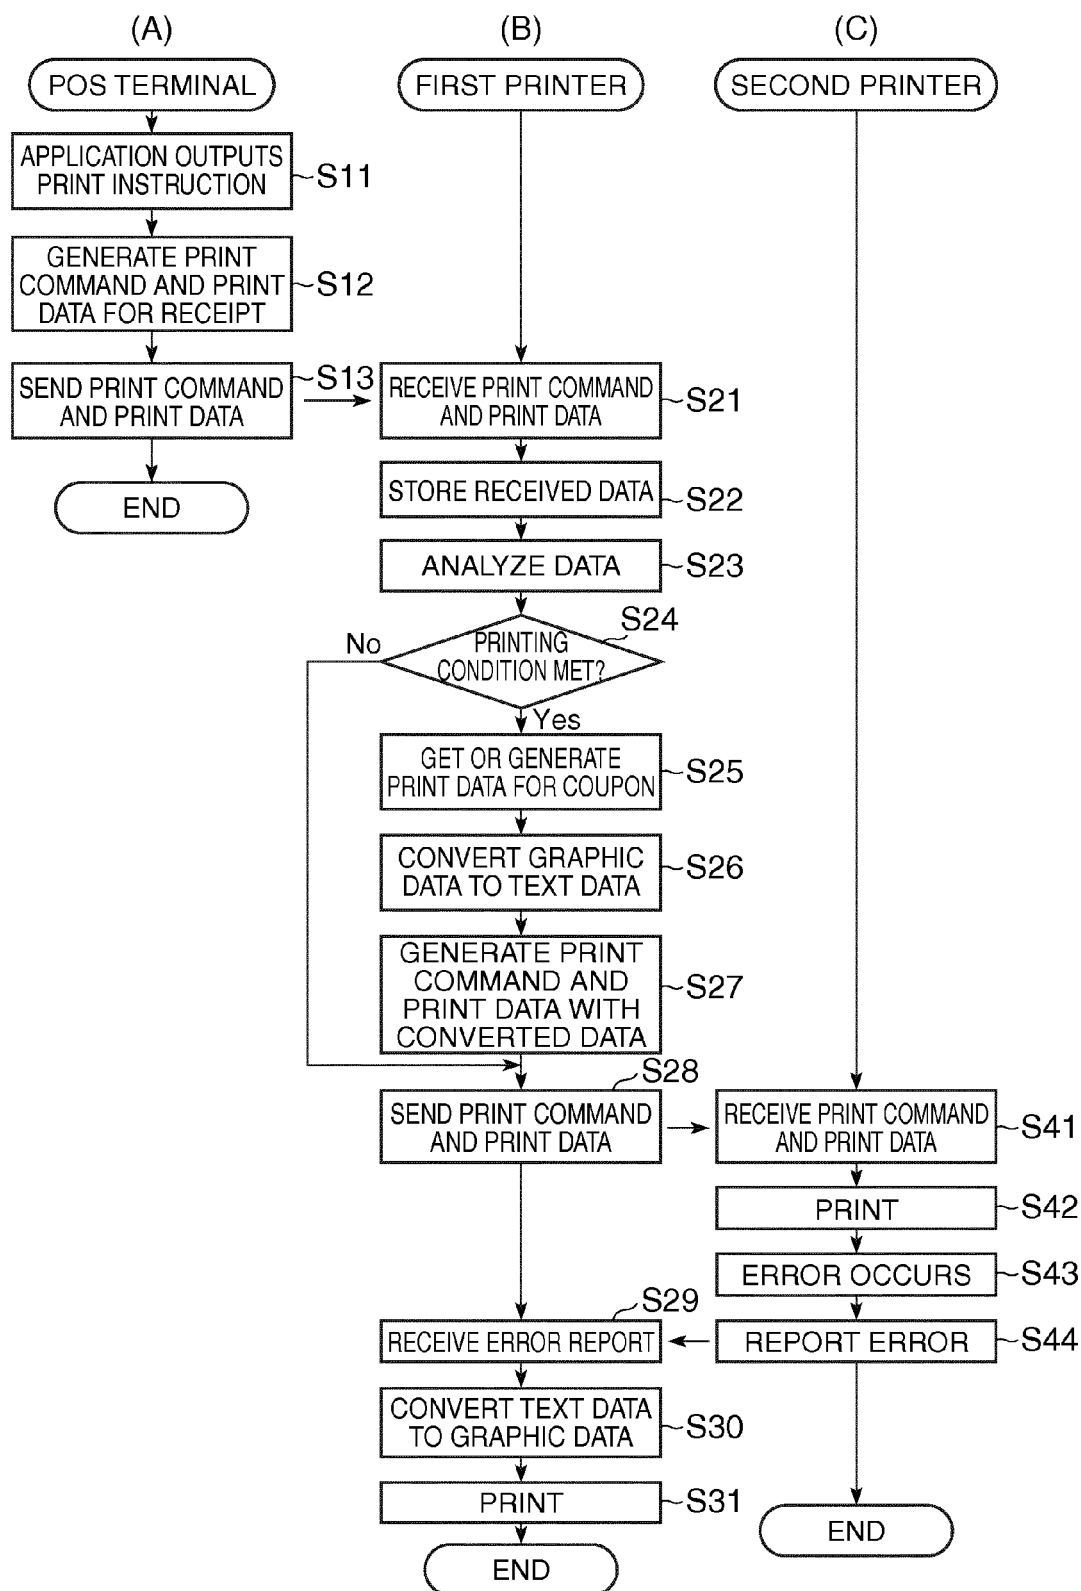 (A)
(B)
(C)
POS TERMINAL
FIRST PRINTER
SECOND PRINTER
APPLICATION OUTPUTS
PRINT INSTRUCTION
S11
GENERATE PRINT
COMMAND AND PRINT
DATA FOR RECEIPT
S12
SEND PRINT COMMAND
AND PRINT DATA
S13
END
RECEIVE PRINT COMMAND
AND PRINT DATA
S21
STORE RECEIVED DATA
S22
ANALYZE DATA
S23
PRINTING
CONDITION MET?
S24
No
Yes
GET OR GENERATE
PRINT DATA FOR COUPON
S25
CONVERT GRAPHIC
DATA TO TEXT DATA
S26
GENERATE PRINT
COMMAND AND
PRINT DATA WITH
CONVERTED DATA
S27
SEND PRINT COMMAND
AND PRINT DATA
S28
RECEIVE PRINT COMMAND
AND PRINT DATA
S41
PRINT
S42
ERROR OCCURS
S43
REPORT ERROR
S44
RECEIVE ERROR REPORT
S29
CONVERT TEXT DATA
TO GRAPHIC DATA
S30
PRINT
S31
END
END